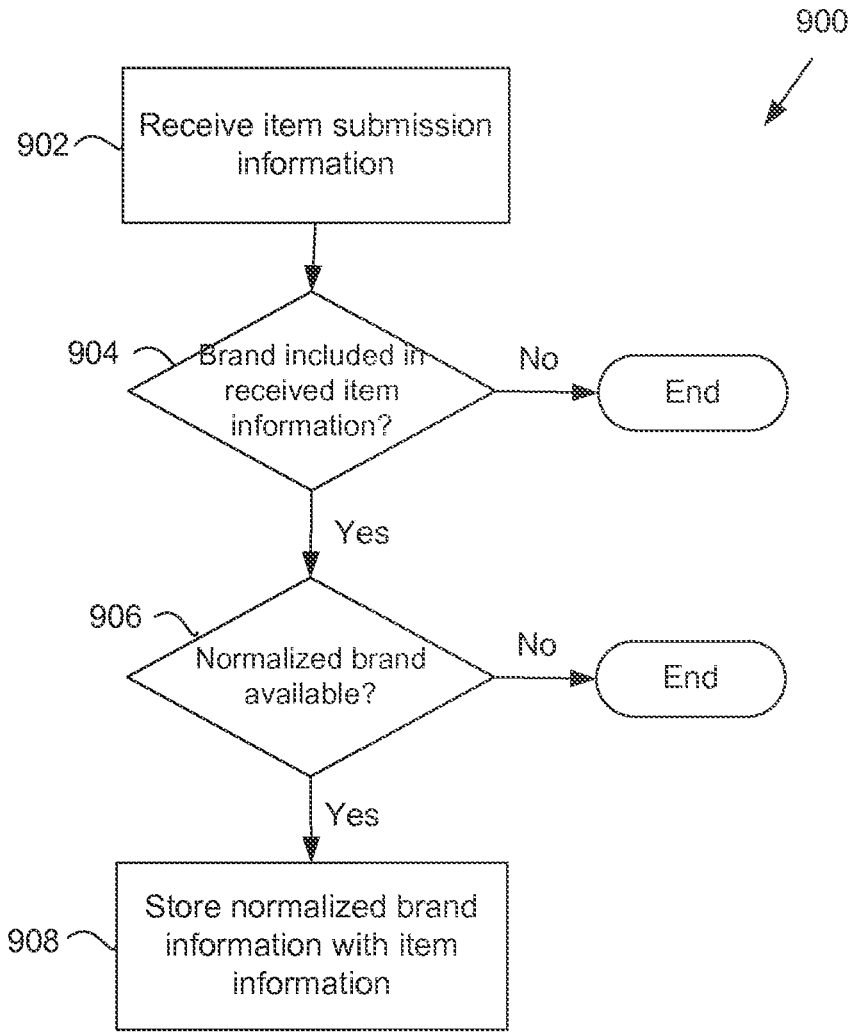 900
902
Receive item submission
information
904
Brand included in
received item
information?
No
End
Yes
906
Normalized brand
available?
No
End
Yes
908
Store normalized brand
information with item
information